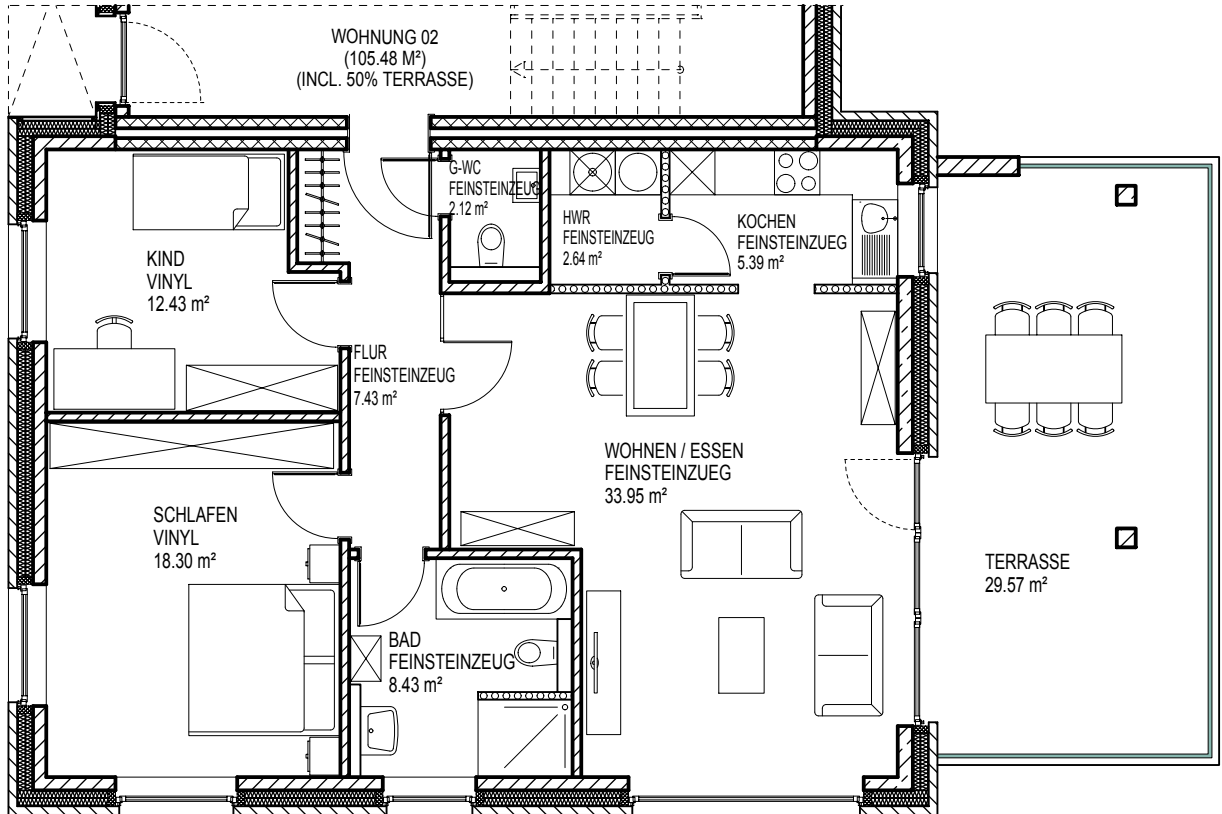 WOHNUNG 02
(105.48 M²)
(INCL. 50% TERRASSE)
G-WC
FEINSTEINZEUG
2.12 m²
HWR
FEINSTEINZEUG
2.64 m²
KOCHEN
FEINSTEINZUEG
5.39 m²
KIND
VINYL
12.43 m²
FLUR
FEINSTEINZEUG
7.43 m²
WOHNEN / ESSEN
FEINSTEINZUEG
33.95 m²
SCHLAFEN
VINYL
18.30 m²
TERRASSE
29.57 m²
BAD
FEINSTEINZEUG
8.43 m²